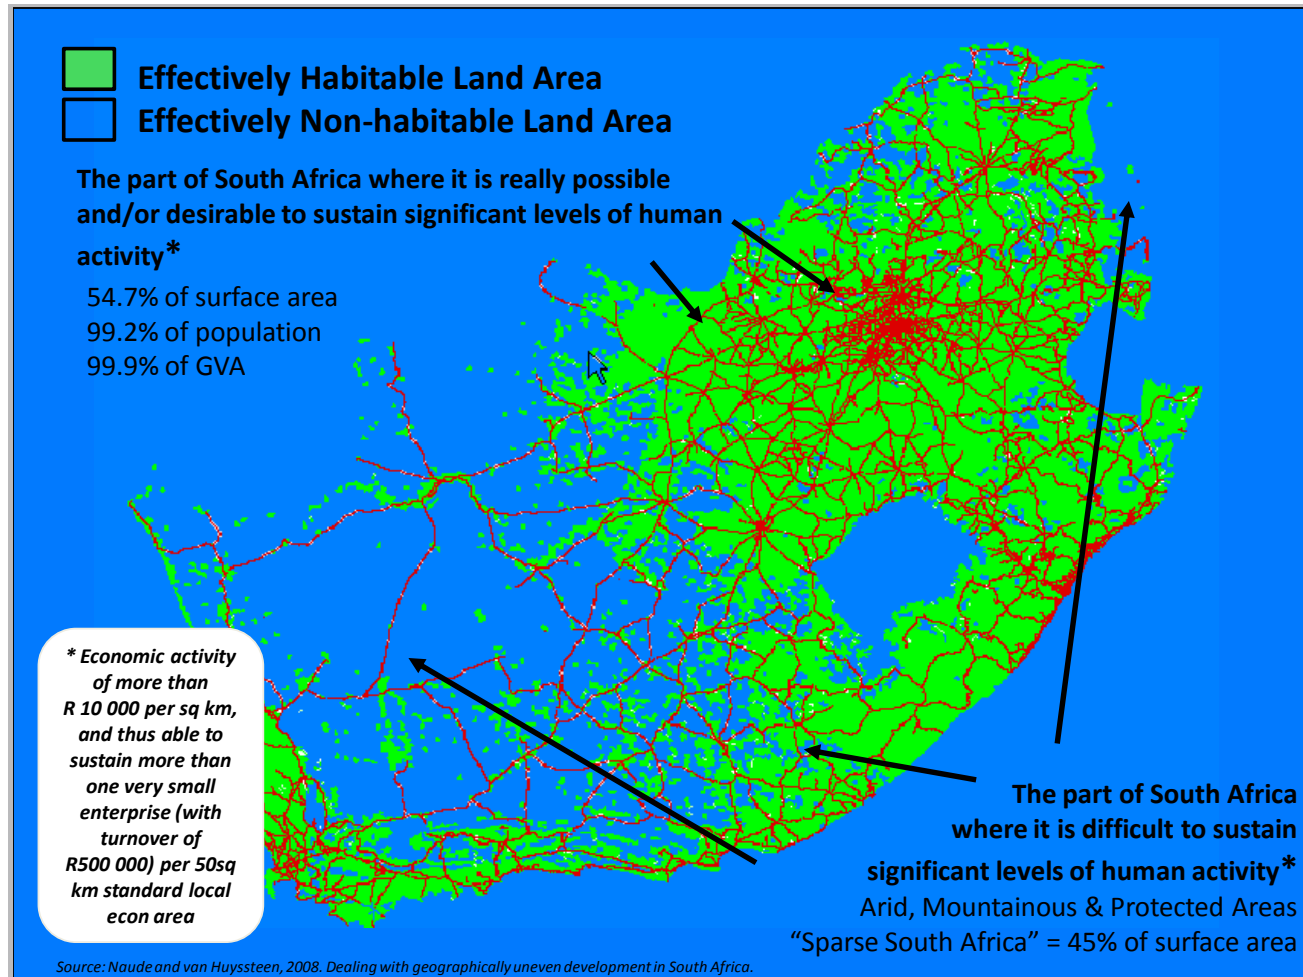 Effectively Habitable Land Area
Effectively Non-habitable Land Area
The part of South Africa where it is really possible
and/or desirable to sustain significant levels of human
activity*
54.7% of surface area
99.2% of population
99.9% of GVA
* Economic activity
of more than
R 10 000 per sq km,
and thus able to
sustain more than
one very small
enterprise (with
turnover of
R500 000) per 50sq
km standard local
econ area
The part of South Africa
where it is difficult to sustain
significant levels of human activity*
Arid, Mountainous & Protected Areas
“Sparse South Africa” = 45% of surface area
Source: Naude and van Huyssteen, 2008. Dealing with geographically uneven development in South Africa.